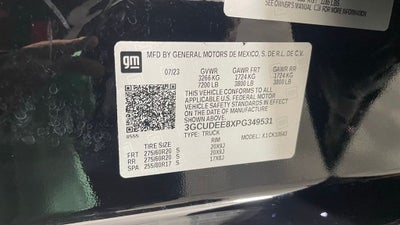 SEE OWNER'S MANUAL FOR
gm
MFD BY GENERAL MOTORS DE MEXICO, S. DE R.L. DE C.V.
07/23 GVWR GAWR FRT GAWR RR
3266 KG 1724 KG 1724 KG
7200 LB 3800 LB 3800 LB
THIS VEHICLE CONFORMS TO ALL
APPLICABLE U.S. FEDERAL MOTOR
VEHICLE SAFETY STANDARDS IN EFFECT
ON THE DATE OF MANUFACTURE SHOWN ABOVE
3GCUDEE8XPG349531
TYPE: TRUCK MODEL:
RIM
FRT 275/60R20 S 20X9J
RR 275/60R20 S 20X9J
SPA 255/80R17 S